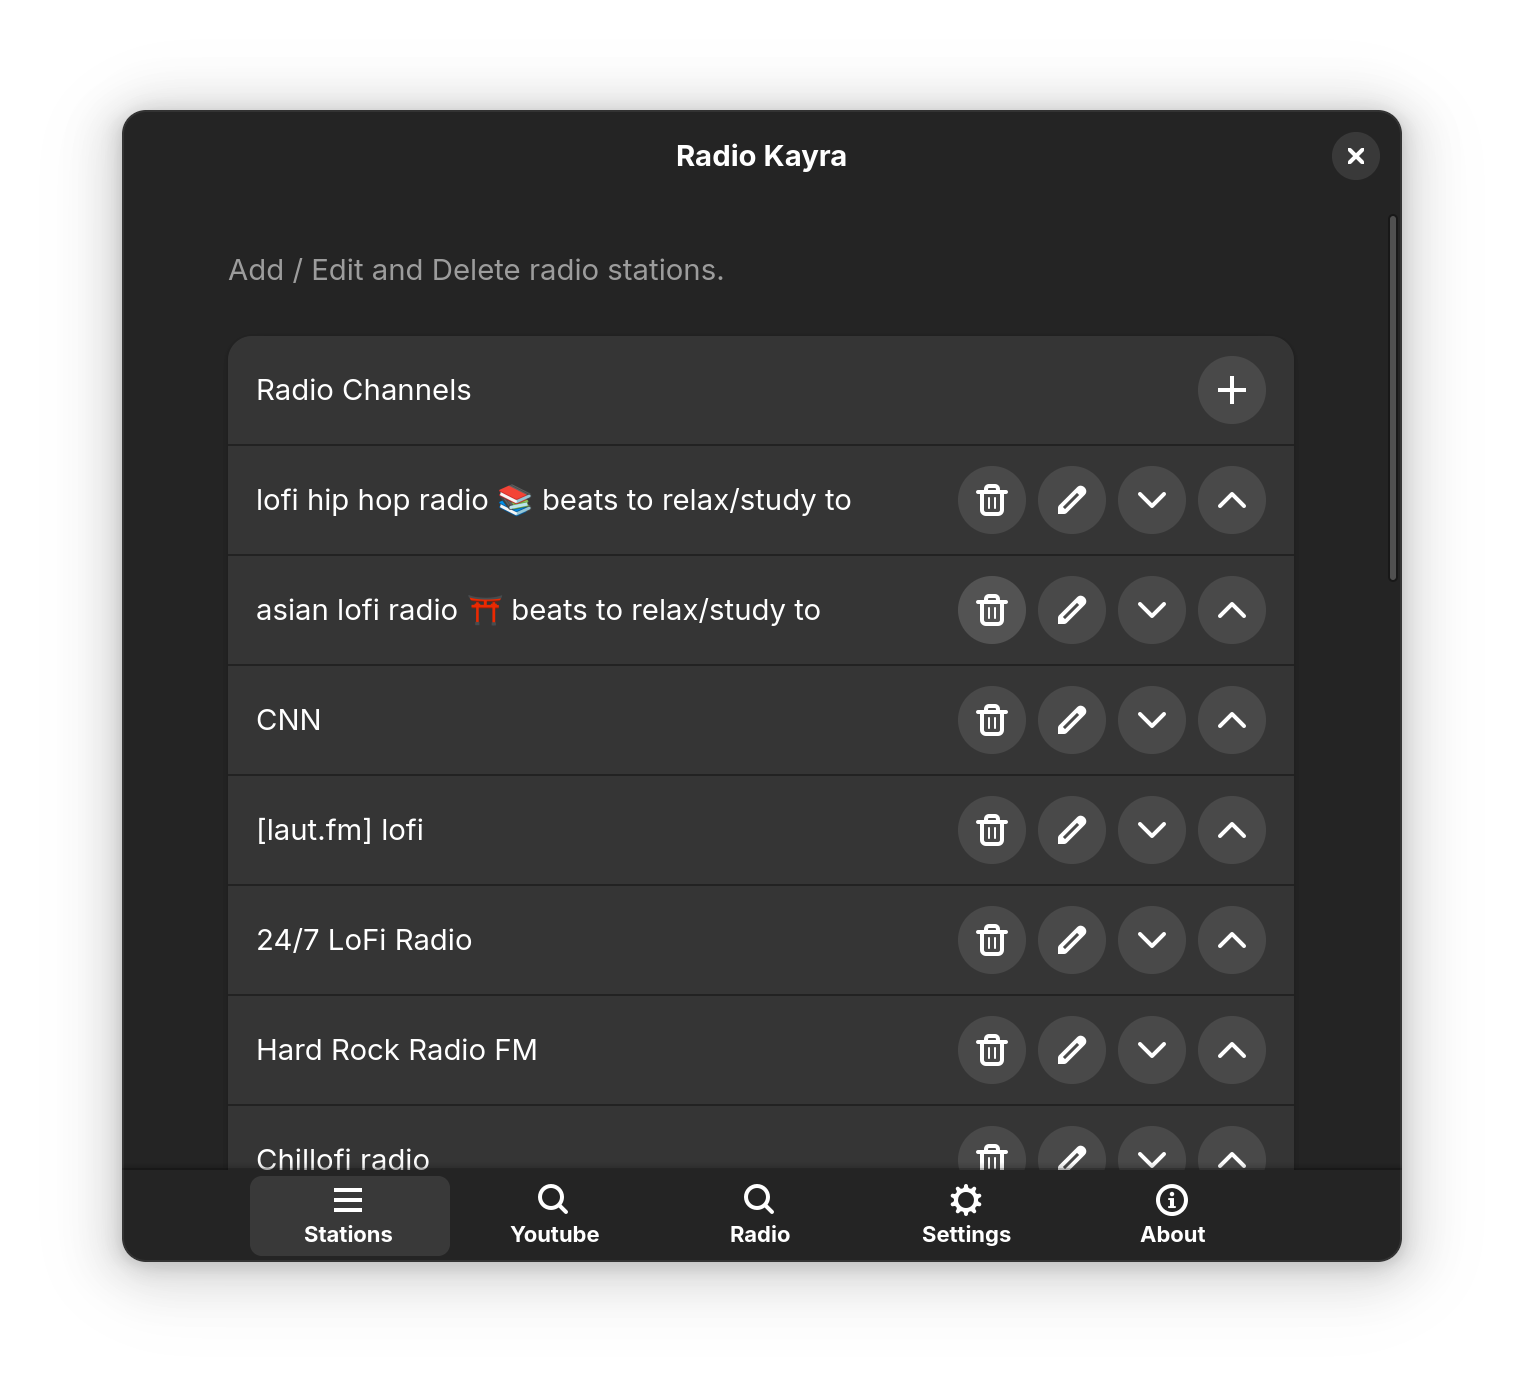 Radio Kayra
Add / Edit and Delete radio stations.
Radio Channels
lofi hip hop radio 📚 beats to relax/study to
asian lofi radio ⛩️ beats to relax/study to
CNN
[laut.fm] lofi
24/7 LoFi Radio
Hard Rock Radio FM
Chillofi radio
Stations
Youtube
Radio
Settings
About